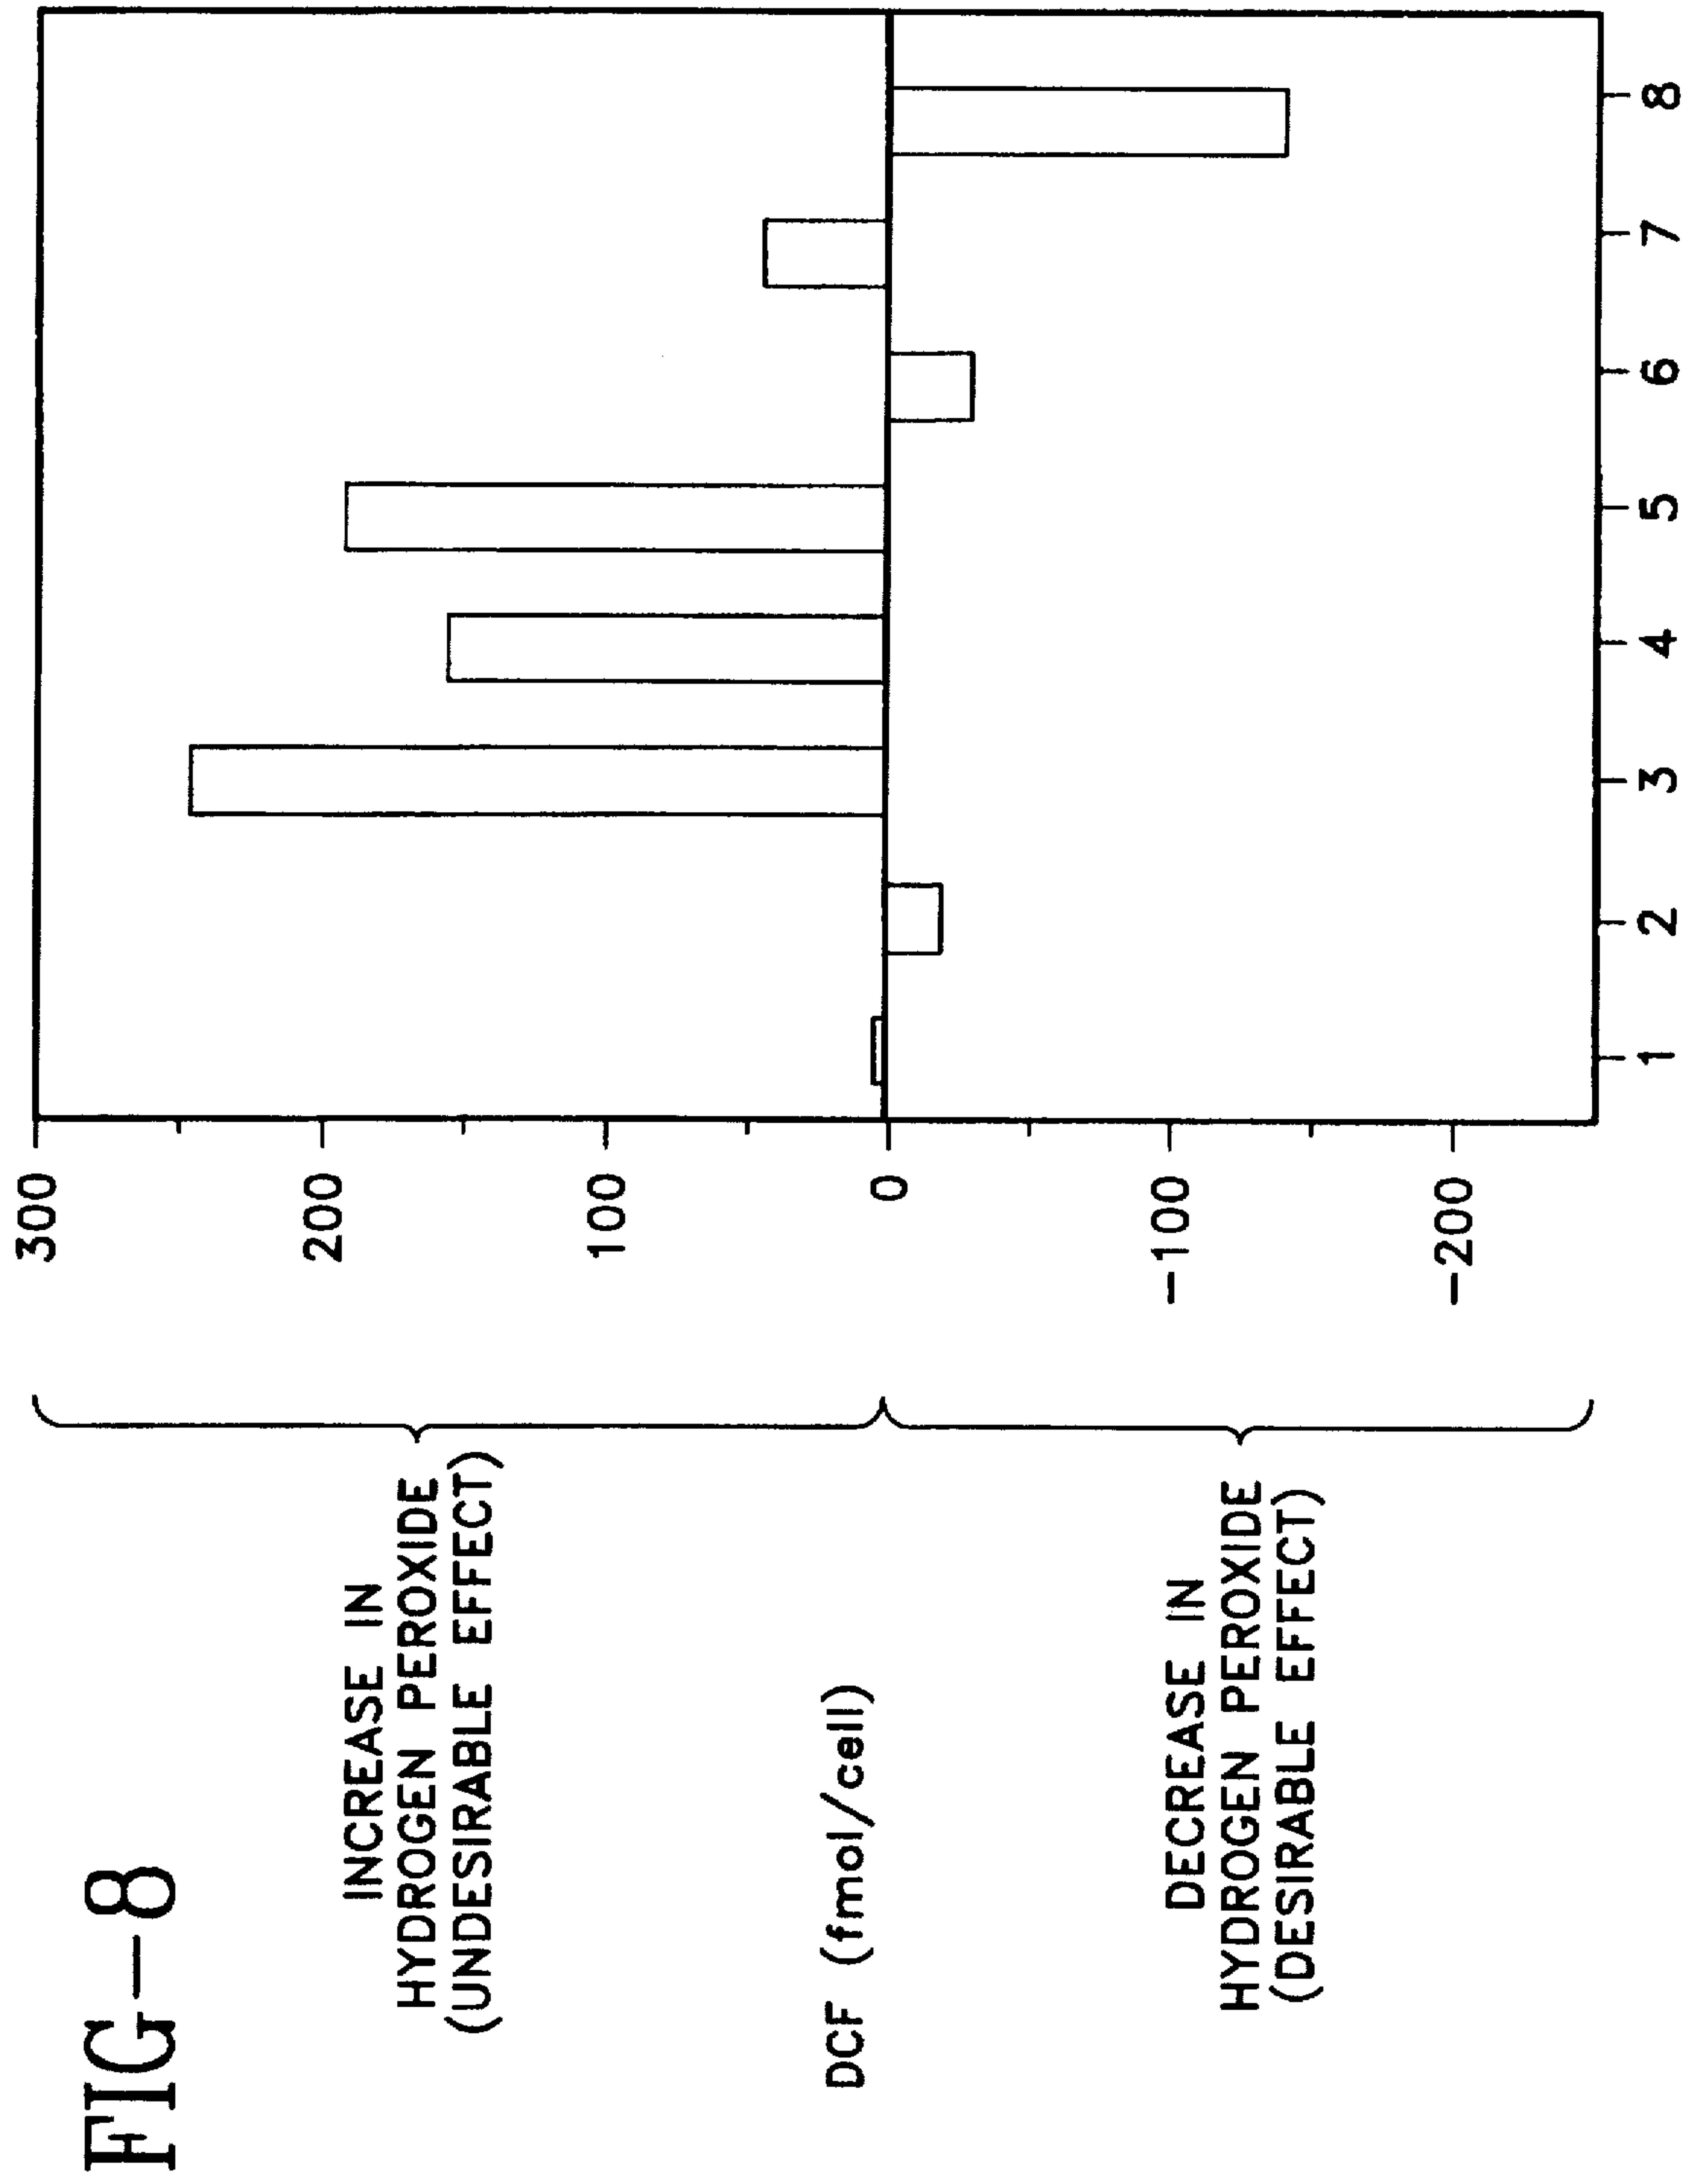 FIG-8
INCREASE IN
HYDROGEN PEROXIDE
(UNDESIRABLE EFFECT)
DCF (fmol/cell)
DECREASE IN
HYDROGEN PEROXIDE
(DESIRABLE EFFECT)
300
200
100
0
-100
-200
1 2 3 4 5 6 7 8